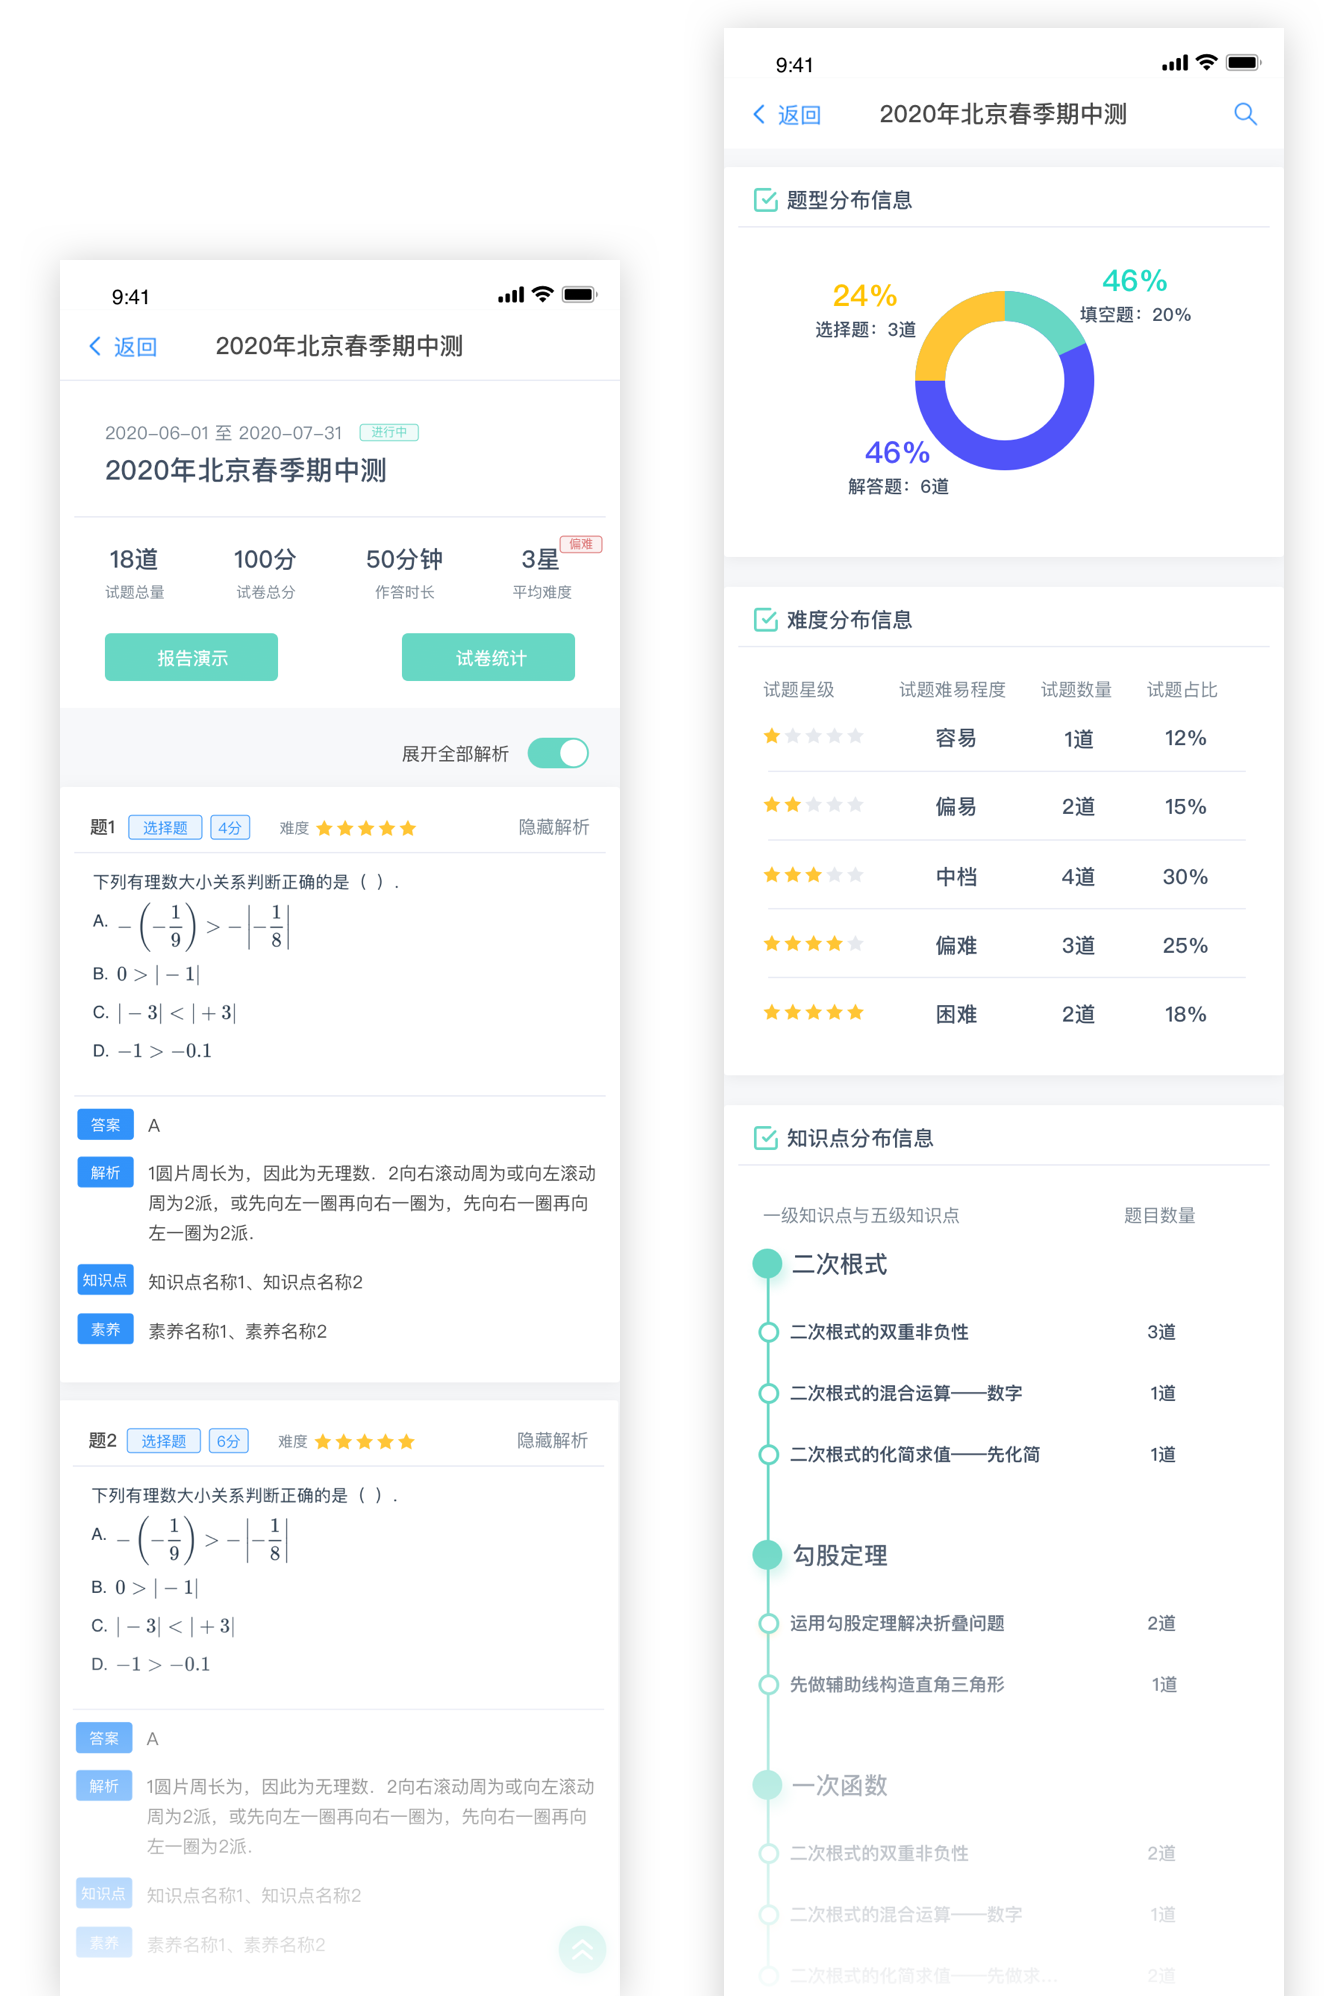 9:41
返回
2020年北京春季期中测
2020-06-01 至 2020-07-31
进行中
2020年北京春季期中测
18道
100分
50分钟
3星
偏难
试题总量
试卷总分
作答时长
平均难度
报告演示
试卷统计
展开全部解析
题1 选择题 4分 难度 隐藏解析
下列有理数大小关系判断正确的是（ ）.
A. −(−1/9) > −|−1/8|
B. 0 > |−1|
C. |−3| < |+3|
D. −1 > −0.1
答案 A
解析 1圆片周长为，因此为无理数．2向右滚动周为或向左滚动
周为2派，或先向左一圈再向右一圈为，先向右一圈再向
左一圈为2派.
知识点 知识点名称1、知识点名称2
素养 素养名称1、素养名称2
题2 选择题 6分 难度 隐藏解析
下列有理数大小关系判断正确的是（ ）.
A. −(−1/9) > −|−1/8|
B. 0 > |−1|
C. |−3| < |+3|
D. −1 > −0.1
答案 A
解析 1圆片周长为，因此为无理数．2向右滚动周为或向左滚动
周为2派，或先向左一圈再向右一圈为，先向右一圈再向
左一圈为2派.
知识点 知识点名称1、知识点名称2
素养 素养名称1、素养名称2
9:41
返回
2020年北京春季期中测
题型分布信息
24%
选择题：3道
46%
填空题：20%
46%
解答题：6道
难度分布信息
试题星级 试题难易程度 试题数量 试题占比
容易 1道 12%
偏易 2道 15%
中档 4道 30%
偏难 3道 25%
困难 2道 18%
知识点分布信息
一级知识点与五级知识点 题目数量
二次根式
二次根式的双重非负性 3道
二次根式的混合运算——数字 1道
二次根式的化简求值——先化简 1道
勾股定理
运用勾股定理解决折叠问题 2道
先做辅助线构造直角三角形 1道
一次函数
二次根式的双重非负性 2道
二次根式的混合运算——数字 1道
二次根式的化简求值——先做求... 2道